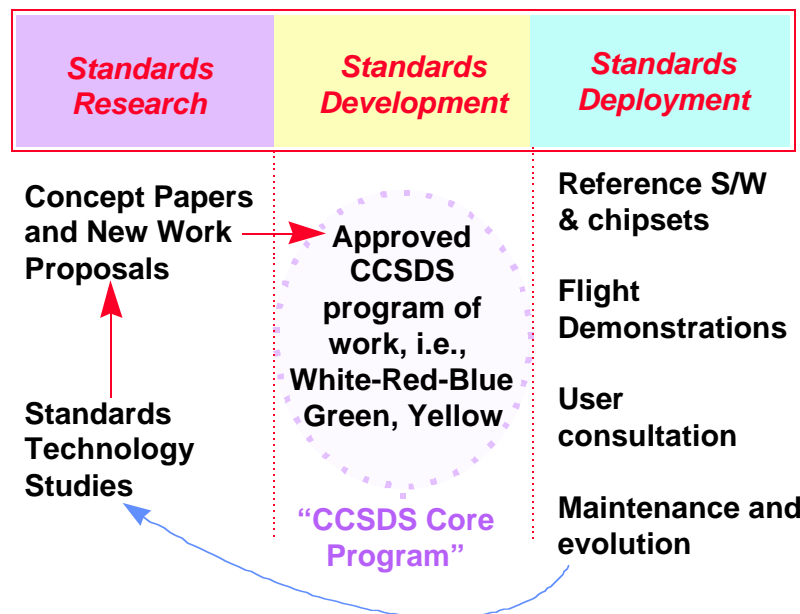 Standards
Research
Standards
Development
Standards
Deployment
Concept Papers
and New Work
Proposals
Standards
Technology
Studies
Approved
CCSDS
program of
work, i.e.,
White-Red-Blue
Green, Yellow
“CCSDS Core
Program”
Reference S/W
& chipsets
Flight
Demonstrations
User
consultation
Maintenance and
evolution